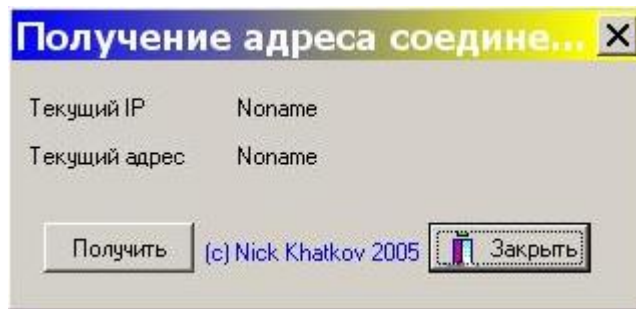 Получение адреса соедине...
Текущий IP Noname
Текущий адрес Noname
Получить (c) Nick Khatkov 2005 Закрыть